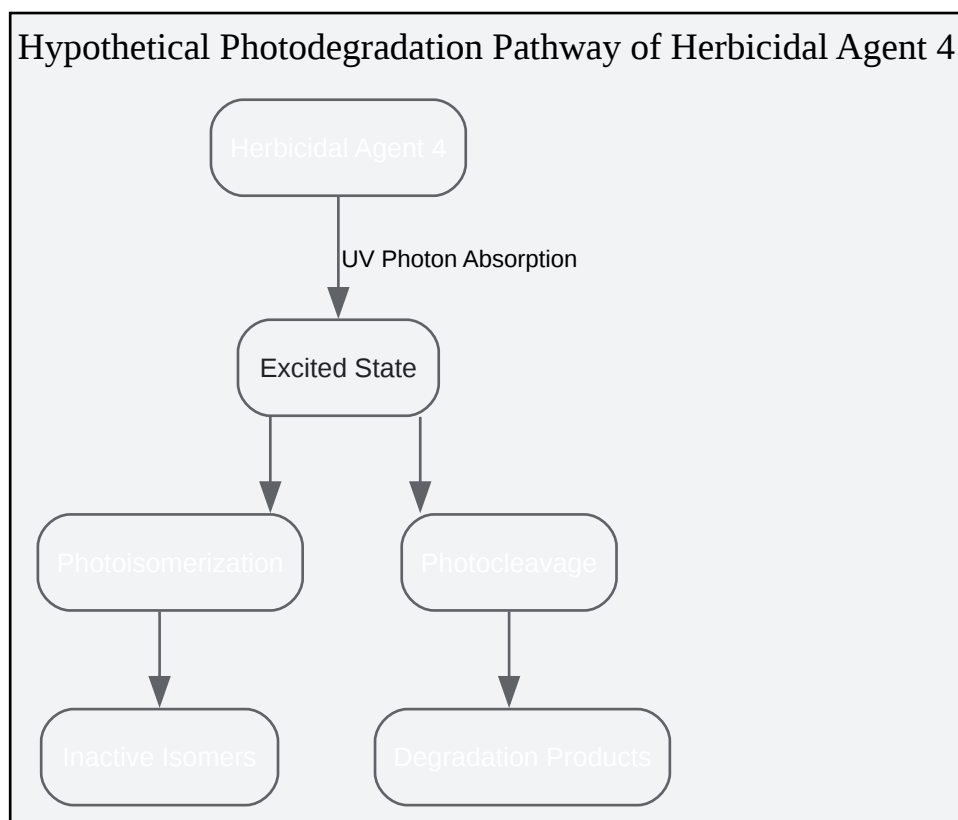 Hypothetical Photodegradation Pathway of Herbicidal Agent 4
Herbicidal Agent 4
UV Photon Absorption
Excited State
Photoisomerization
Photocleavage
Inactive Isomers
Degradation Products